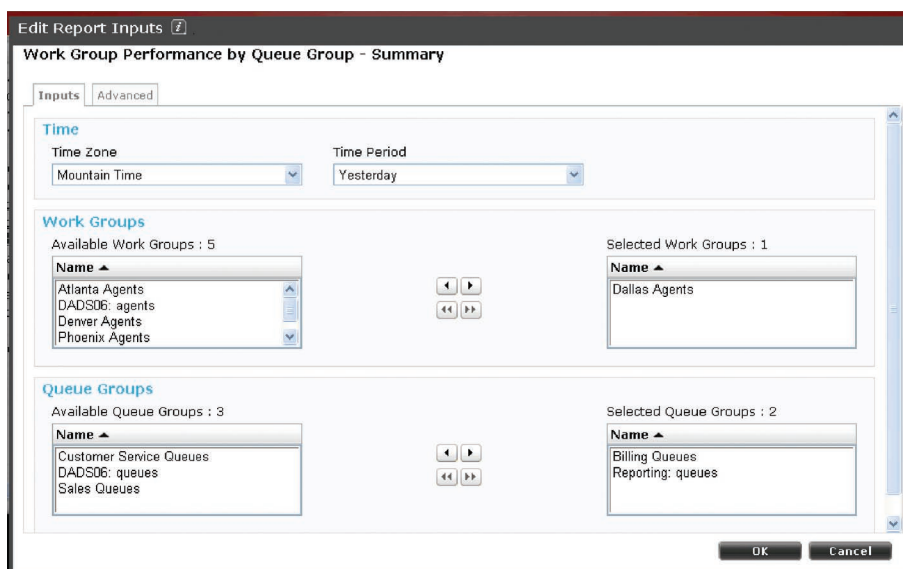 Edit Report Inputs i
Work Group Performance by Queue Group - Summary
Inputs Advanced
Time
Time Zone Time Period
Mountain Time Yesterday
Work Groups
Available Work Groups : 5 Selected Work Groups : 1
Name Name
Atlanta Agents Dallas Agents
DADS06: agents
Denver Agents
Phoenix Agents
Queue Groups
Available Queue Groups : 3 Selected Queue Groups : 2
Name Name
Customer Service Queues Billing Queues
DADS06: queues Reporting: queues
Sales Queues
OK Cancel